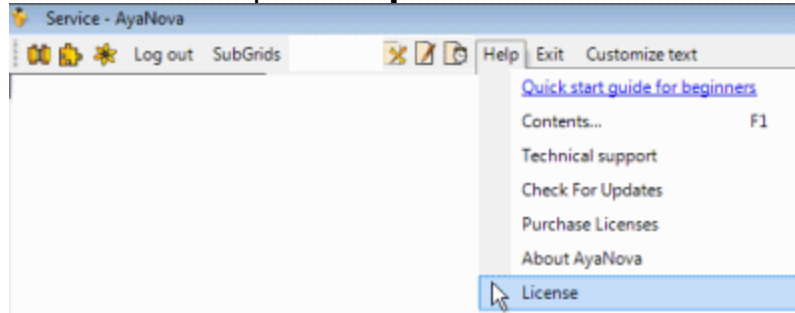 Service - AyaNova
Log out SubGrids Help Exit Customize text
Quick start guide for beginners
Contents... F1
Technical support
Check For Updates
Purchase Licenses
About AyaNova
License